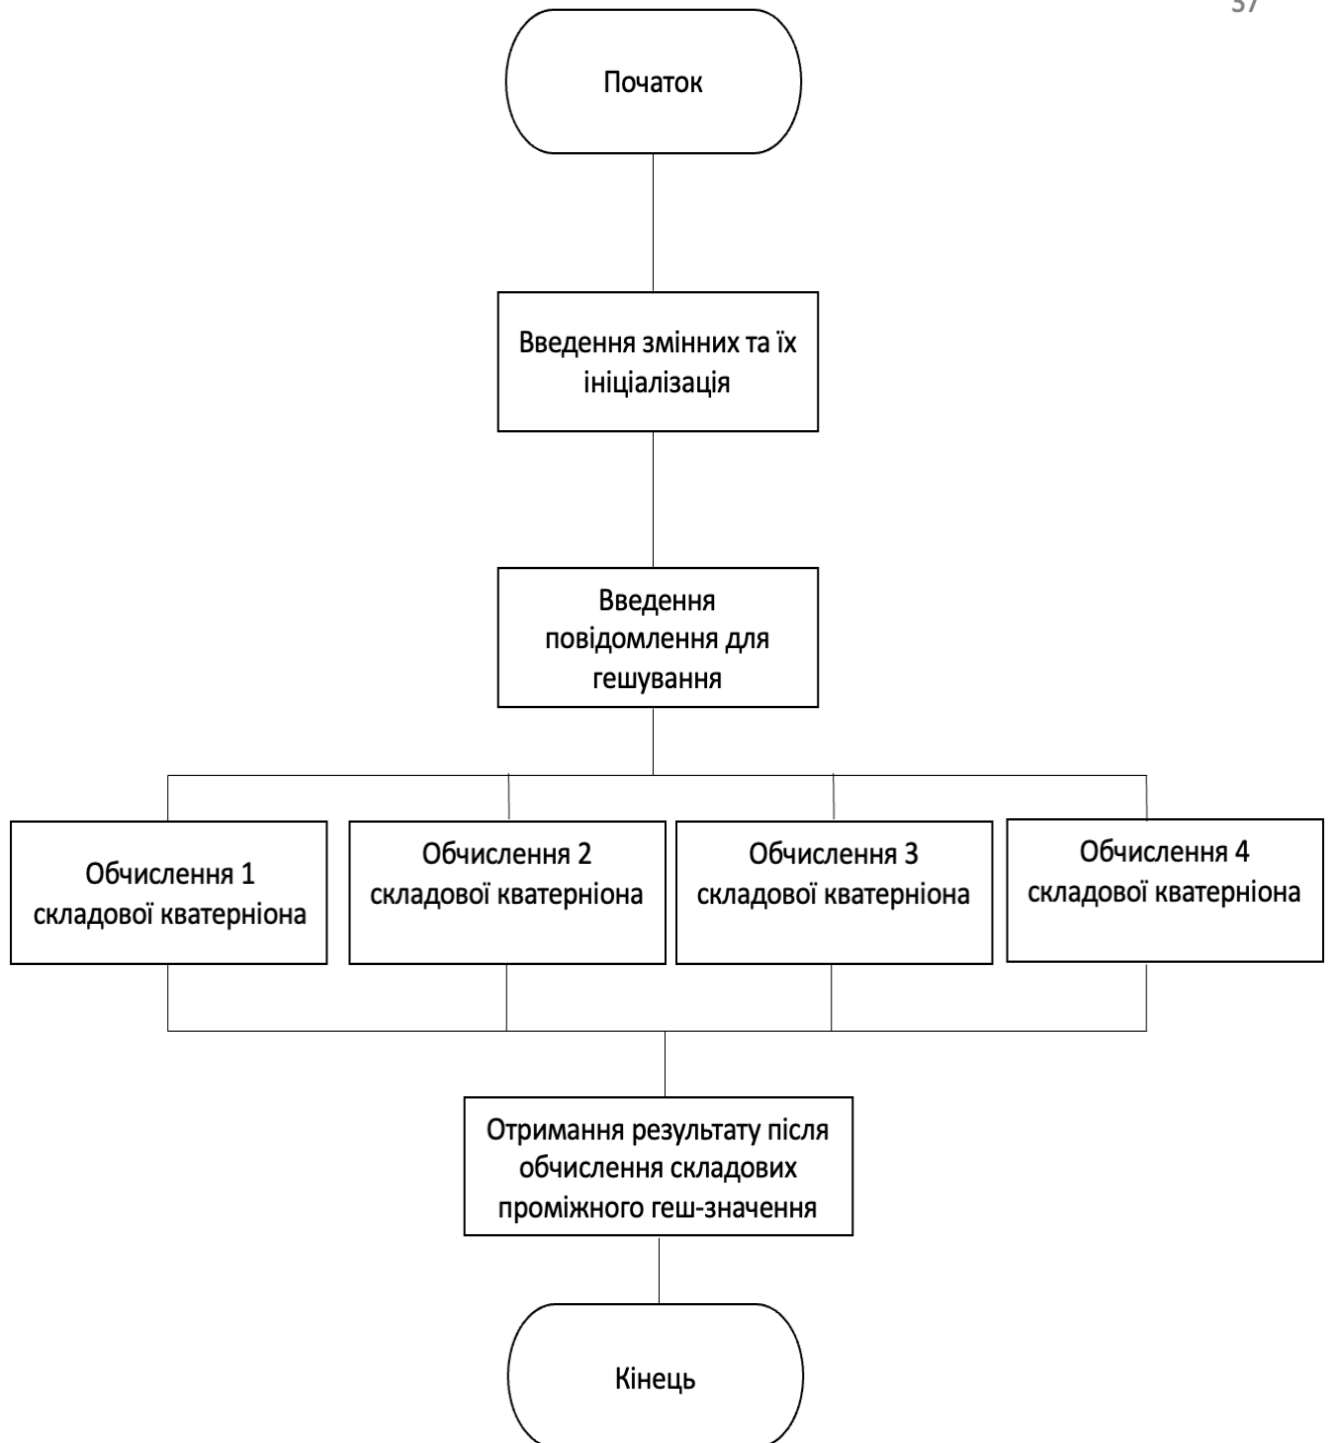 37
Початок
Введення змінних та їх
ініціалізація
Введення
повідомлення для
гешування
Обчислення 1
складової кватерніона
Обчислення 2
складової кватерніона
Обчислення 3
складової кватерніона
Обчислення 4
складової кватерніона
Отримання результату після
обчислення складових
проміжного геш-значення
Кінець